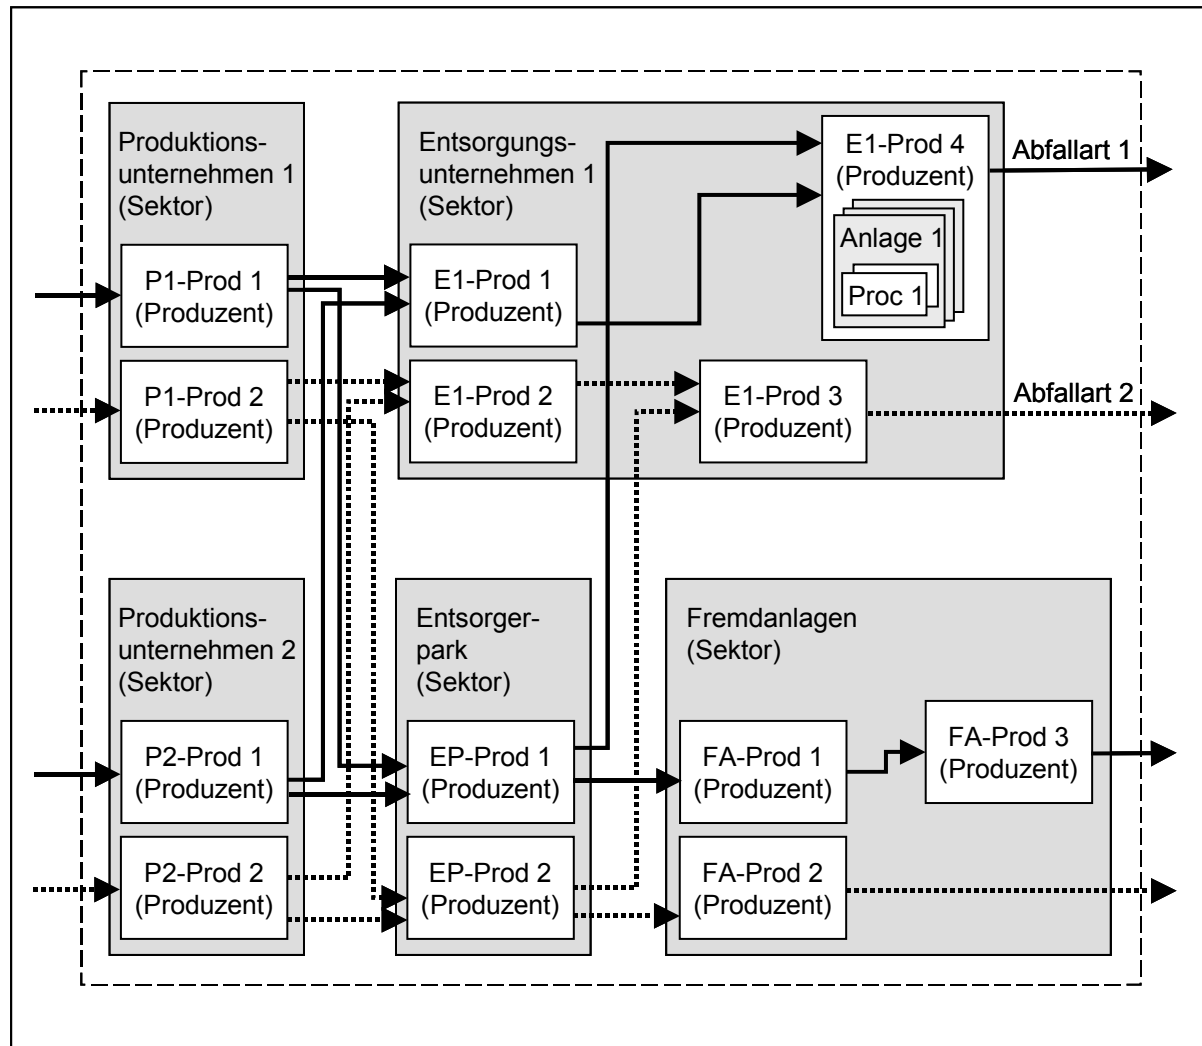 Produktions-
unternehmen 1
(Sektor)
P1-Prod 1
(Produzent)
P1-Prod 2
(Produzent)
Entsorgungs-
unternehmen 1
(Sektor)
E1-Prod 1
(Produzent)
E1-Prod 2
(Produzent)
E1-Prod 3
(Produzent)
E1-Prod 4
(Produzent)
Anlage 1
Proc 1
Abfallart 1
Abfallart 2
Produktions-
unternehmen 2
(Sektor)
P2-Prod 1
(Produzent)
P2-Prod 2
(Produzent)
Entsorger-
park
(Sektor)
EP-Prod 1
(Produzent)
EP-Prod 2
(Produzent)
Fremdanlagen
(Sektor)
FA-Prod 1
(Produzent)
FA-Prod 2
(Produzent)
FA-Prod 3
(Produzent)